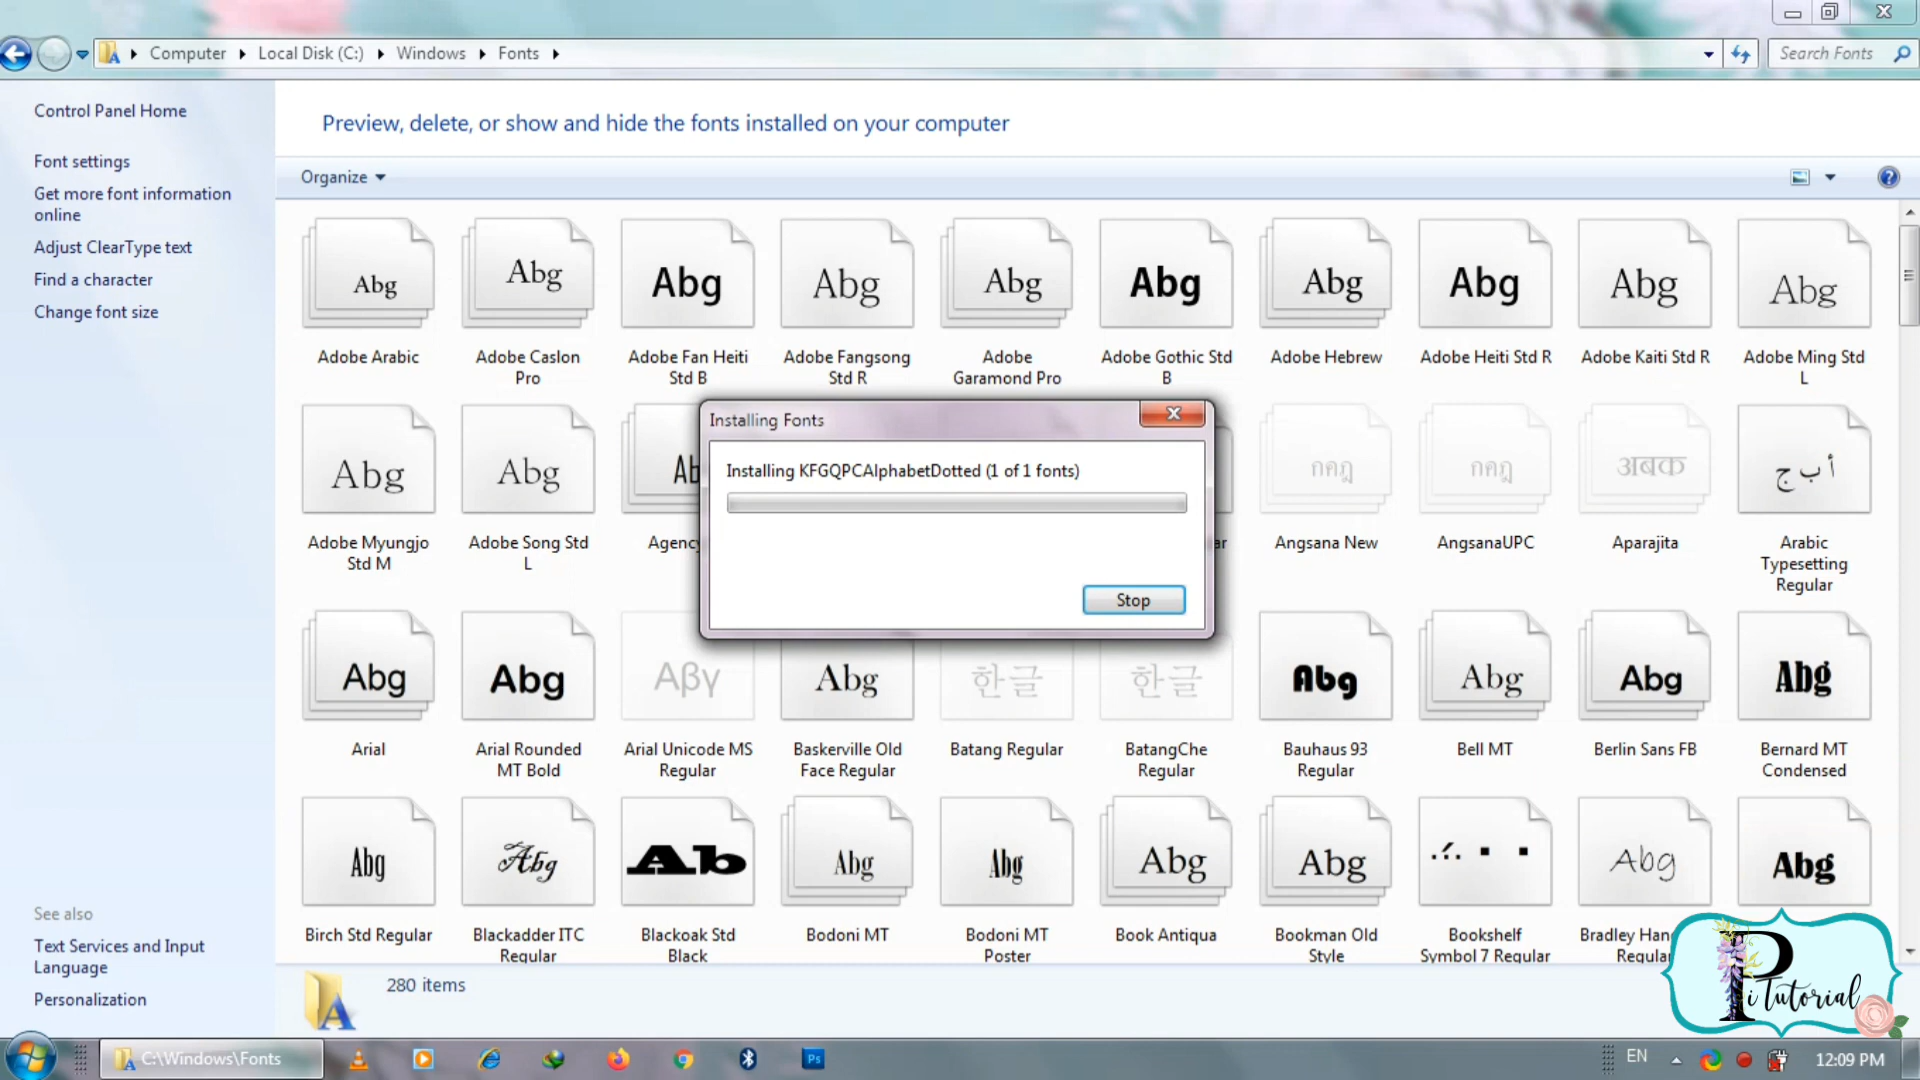 Computer
Local Disk (C:)
Windows
Fonts
Search Fonts
Control Panel Home
Font settings
Get more font information
online
Adjust ClearType text
Find a character
Change font size
Preview, delete, or show and hide the fonts installed on your computer
Organize
Abg Abg Abg Abg Abg Abg Abg Abg Abg Abg
Adobe Arabic
Adobe Caslon
Pro
Adobe Fan Heiti
Std B
Adobe Fangsong
Std R
Adobe
Garamond Pro
Adobe Gothic Std
B
Adobe Hebrew
Adobe Heiti Std R
Adobe Kaiti Std R
Adobe Ming Std
L
Abg Abg Ab กคฎ กคฎ अबक أ ب ج
Adobe Myungjo
Std M
Adobe Song Std
L
Agency
ar
Angsana New
AngsanaUPC
Aparajita
Arabic
Typesetting
Regular
Installing Fonts
Installing KFGQPCAlphabetDotted (1 of 1 fonts)
Stop
Abg Abg Aβγ Abg 한글 한글 Abg Abg Abg Abg
Arial
Arial Rounded
MT Bold
Arial Unicode MS
Regular
Baskerville Old
Face Regular
Batang Regular
BatangChe
Regular
Bauhaus 93
Regular
Bell MT
Berlin Sans FB
Bernard MT
Condensed
Abg Abg Ab Abg Abg Abg Abg Abg Abg
Birch Std Regular
Blackadder ITC
Regular
Blackoak Std
Black
Bodoni MT
Bodoni MT
Poster
Book Antiqua
Bookman Old
Style
Bookshelf
Symbol 7 Regular
Bradley Han
Regular
See also
Text Services and Input
Language
Personalization
280 items
Pi Tutorial
C:\Windows\Fonts
Ps
EN
12:09 PM